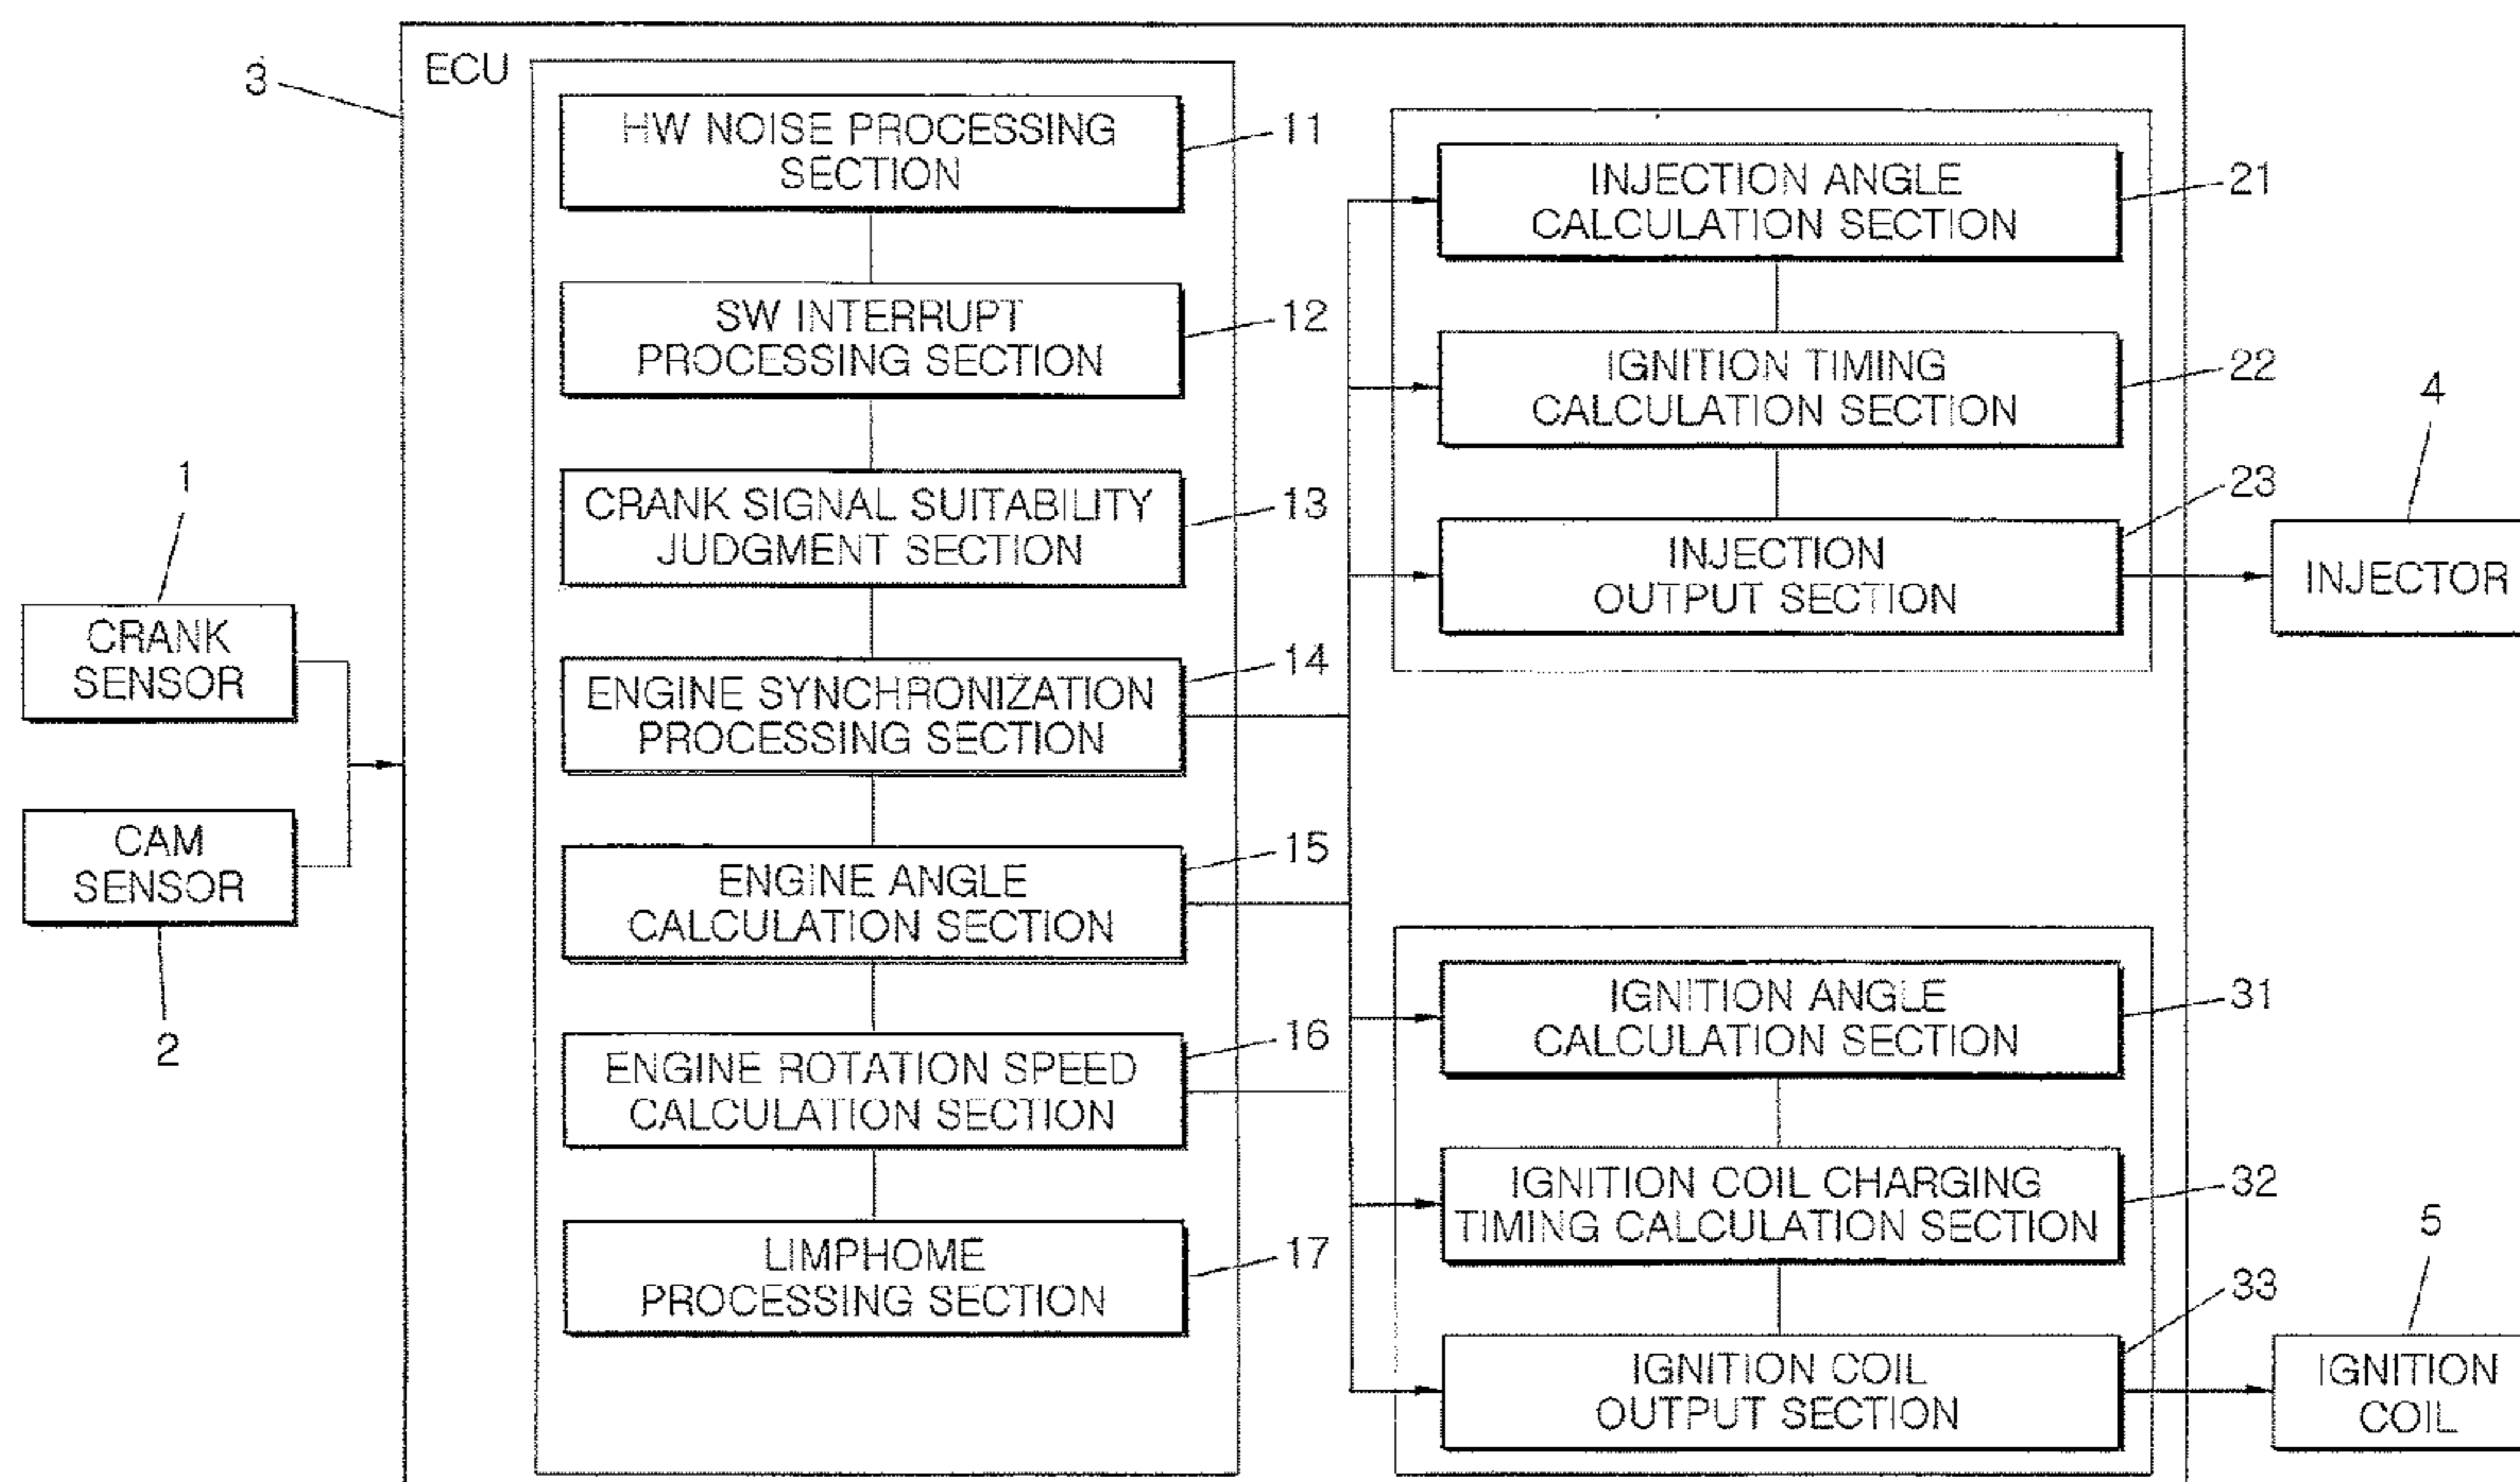 3
ECU
HW NOISE PROCESSING
SECTION
11
SW INTERRUPT
PROCESSING SECTION
12
CRANK SIGNAL SUITABILITY
JUDGMENT SECTION
13
ENGINE SYNCHRONIZATION
PROCESSING SECTION
14
ENGINE ANGLE
CALCULATION SECTION
15
ENGINE ROTATION SPEED
CALCULATION SECTION
16
LIMPHOME
PROCESSING SECTION
17
1
CRANK
SENSOR
CAM
SENSOR
2
INJECTION ANGLE
CALCULATION SECTION
21
IGNITION TIMING
CALCULATION SECTION
22
INJECTION
OUTPUT SECTION
23
4
INJECTOR
IGNITION ANGLE
CALCULATION SECTION
31
IGNITION COIL CHARGING
TIMING CALCULATION SECTION
32
IGNITION COIL
OUTPUT SECTION
33
5
IGNITION
COIL